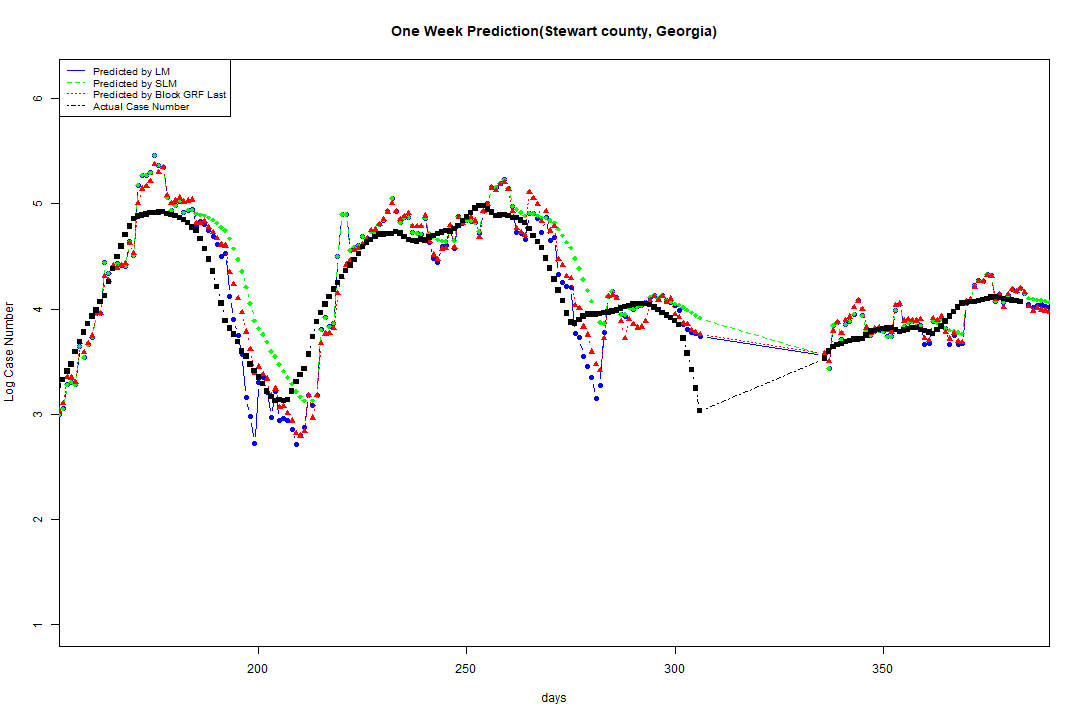 One Week Prediction(Stewart county, Georgia)
Predicted by LM
Predicted by SLM
Predicted by Block GRF Last
Actual Case Number
6
5
4
3
2
1
Log Case Number
200
250
300
350
days